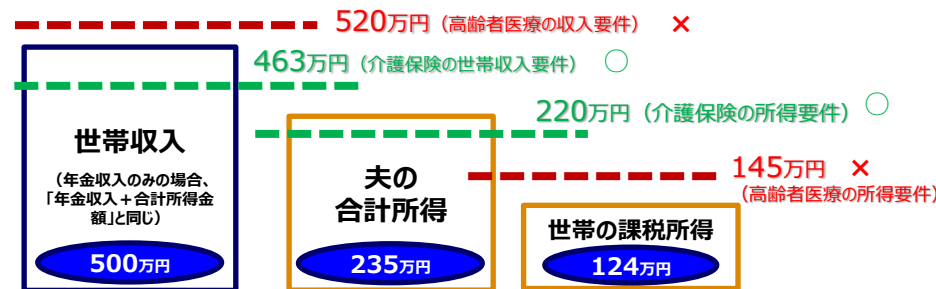 520万円（高齢者医療の収入要件） ×
463万円（介護保険の世帯収入要件） ○
220万円（介護保険の所得要件） ○
145万円 ×
（高齢者医療の所得要件）
世帯収入
（年金収入のみの場合、
「年金収入＋合計所得金
額」と同じ）
500万円
夫の
合計所得
235万円
世帯の課税所得
124万円